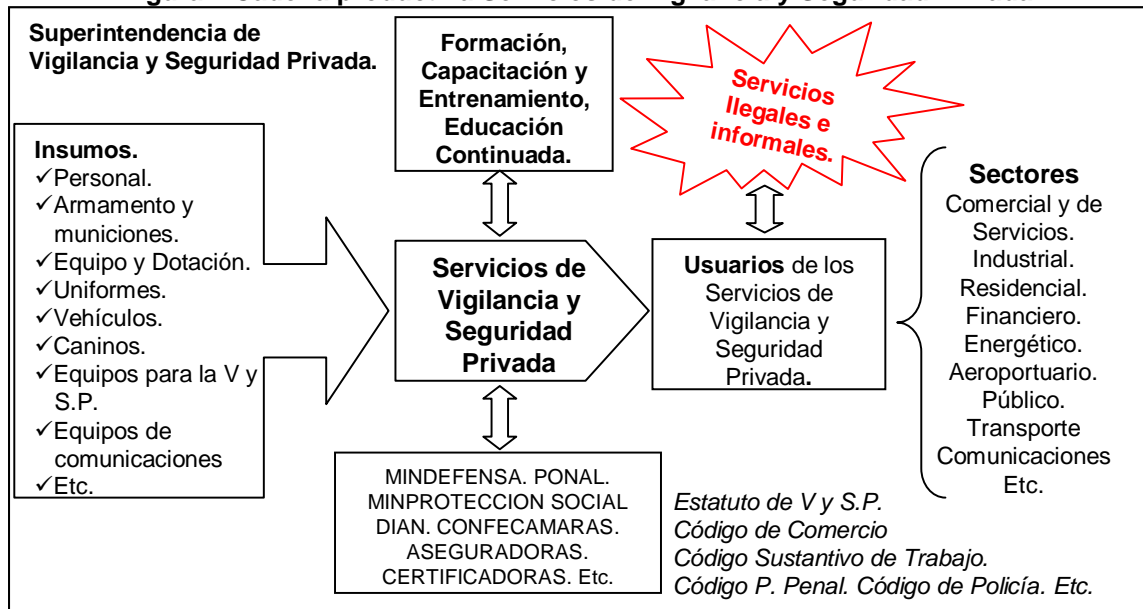 Superintendencia de
Vigilancia y Seguridad Privada.
Formación,
Capacitación y
Entrenamiento,
Educación
Continuada.
Servicios
Ilegales e
informales.
Insumos.
✓Personal.
✓Armamento y
municiones.
✓Equipo y Dotación.
✓Uniformes.
✓Vehículos.
✓Caninos.
✓Equipos para la V y
S.P.
✓Equipos de
comunicaciones
✓Etc.
Servicios de
Vigilancia y
Seguridad
Privada
Usuarios de los
Servicios de
Vigilancia y
Seguridad
Privada.
Sectores
Comercial y de
Servicios.
Industrial.
Residencial.
Financiero.
Energético.
Aeroportuario.
Público.
Transporte
Comunicaciones
Etc.
MINDEFENSA. PONAL.
MINPROTECCION SOCIAL
DIAN. CONFECAMARAS.
ASEGURADORAS.
CERTIFICADORAS. Etc.
Estatuto de V y S.P.
Código de Comercio
Código Sustantivo de Trabajo.
Código P. Penal. Código de Policía. Etc.